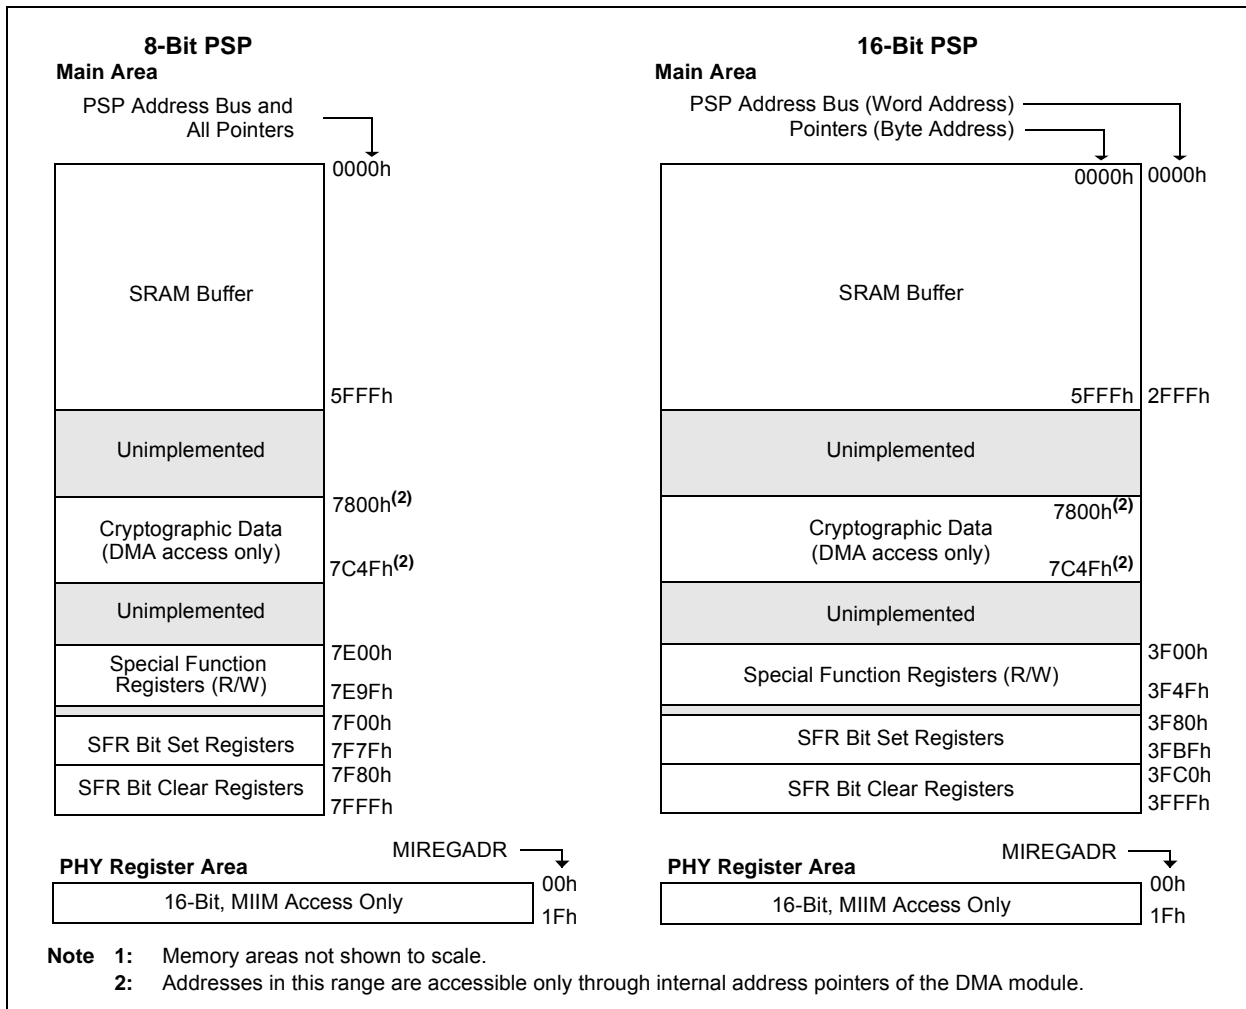 8-Bit PSP
Main Area
PSP Address Bus and
All Pointers
0000h
SRAM Buffer
5FFFh
Unimplemented
7800h(2)
Cryptographic Data
(DMA access only)
7C4Fh(2)
Unimplemented
7E00h
Special Function
Registers (R/W)
7E9Fh
7F00h
SFR Bit Set Registers
7F7Fh
7F80h
SFR Bit Clear Registers
7FFFh
PHY Register Area
MIREGADR
00h
16-Bit, MIIM Access Only
1Fh
16-Bit PSP
Main Area
PSP Address Bus (Word Address)
Pointers (Byte Address)
0000h 0000h
SRAM Buffer
5FFFh 2FFFh
Unimplemented
7800h(2)
Cryptographic Data
(DMA access only)
7C4Fh(2)
Unimplemented
3F00h
Special Function Registers (R/W)
3F4Fh
3F80h
SFR Bit Set Registers
3FBFh
3FC0h
SFR Bit Clear Registers
3FFFh
PHY Register Area
MIREGADR
00h
16-Bit, MIIM Access Only
1Fh
Note 1: Memory areas not shown to scale.
2: Addresses in this range are accessible only through internal address pointers of the DMA module.